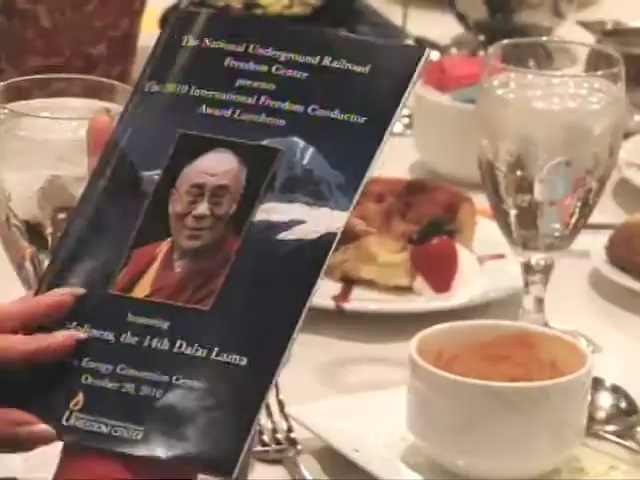 The National Underground Railroad
Freedom Center
presents
The 2010 International Freedom Conductor
Award Luncheon
honoring
Holiness, the 14th Dalai Lama
Energy Convention Center
October 20, 2010
FREEDOM CENTER